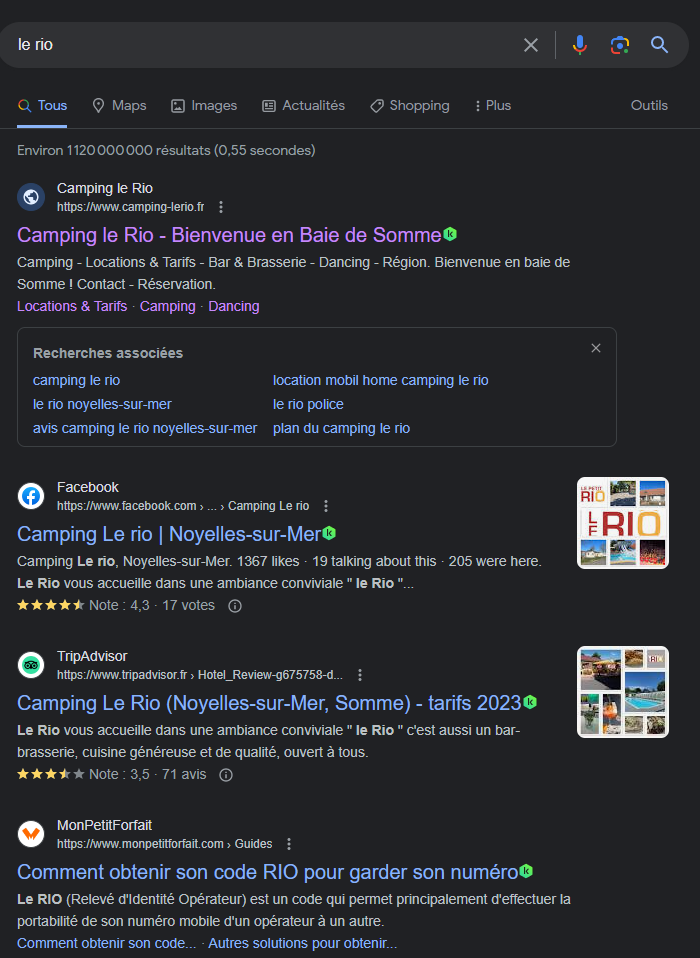 le rio
Tous Maps Images Actualités Shopping Plus Outils
Environ 1 120 000 000 résultats (0,55 secondes)
Camping le Rio
https://www.camping-lerio.fr
Camping le Rio - Bienvenue en Baie de Somme
Camping - Locations & Tarifs - Bar & Brasserie - Dancing - Région. Bienvenue en baie de
Somme ! Contact - Réservation.
Locations & Tarifs · Camping · Dancing
Recherches associées
camping le rio location mobil home camping le rio
le rio noyelles-sur-mer le rio police
avis camping le rio noyelles-sur-mer plan du camping le rio
Facebook
https://www.facebook.com › ... › Camping Le rio
Camping Le rio | Noyelles-sur-Mer
Camping Le rio, Noyelles-sur-Mer. 1367 likes · 19 talking about this · 205 were here.
Le Rio vous accueille dans une ambiance conviviale " le Rio "...
Note : 4,3 · 17 votes
LE PETIT
RIO
LE RIO
TripAdvisor
https://www.tripadvisor.fr › Hotel_Review-g675758-d...
Camping Le Rio (Noyelles-sur-Mer, Somme) - tarifs 2023
Le Rio vous accueille dans une ambiance conviviale " le Rio " c'est aussi un bar-
brasserie, cuisine généreuse et de qualité, ouvert à tous.
Note : 3,5 · 71 avis
MonPetitForfait
https://www.monpetitforfait.com › Guides
Comment obtenir son code RIO pour garder son numéro
Le RIO (Relevé d'Identité Opérateur) est un code qui permet principalement d'effectuer la
portabilité de son numéro mobile d'un opérateur à un autre.
Comment obtenir son code... · Autres solutions pour obtenir...